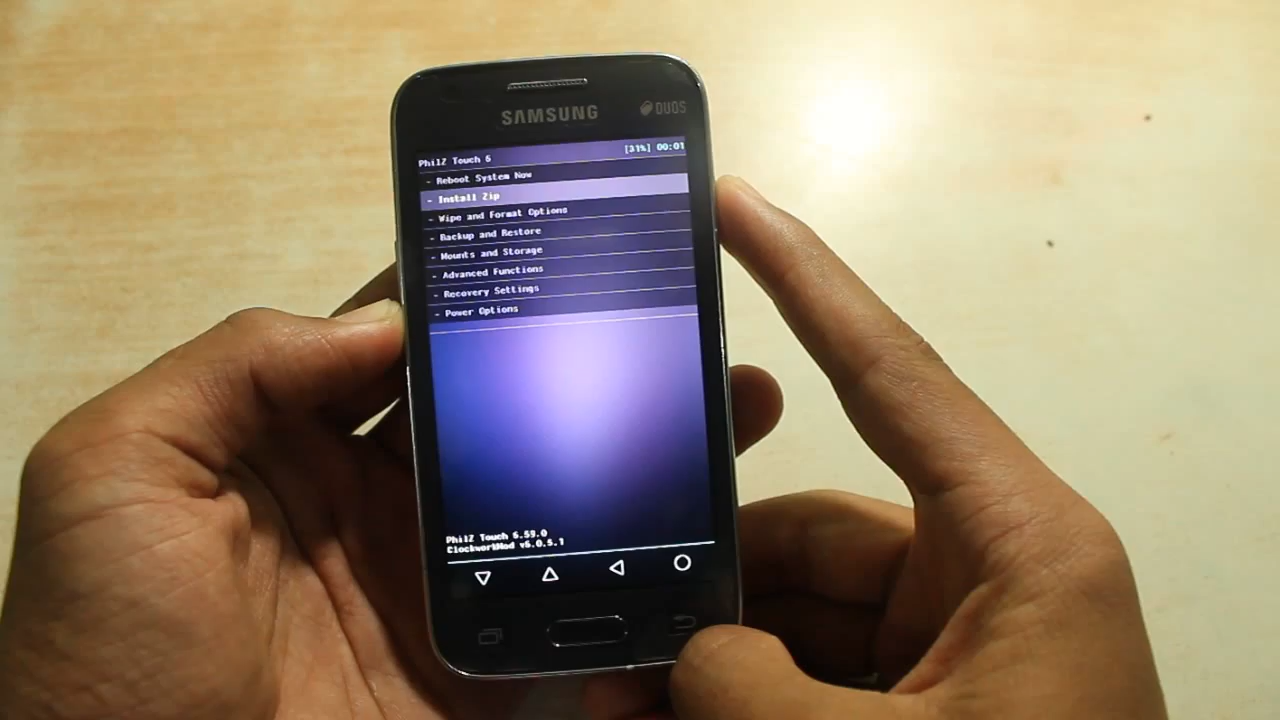 SAMSUNG
DUOS
PhilZ Touch 6
[31%] 00:01
- Reboot System Now
- Install Zip
- Wipe and Format Options
- Backup and Restore
- Mounts and Storage
- Advanced Functions
- Recovery Settings
- Power Options
PhilZ Touch 6.59.0
ClockworkMod v6.0.5.1